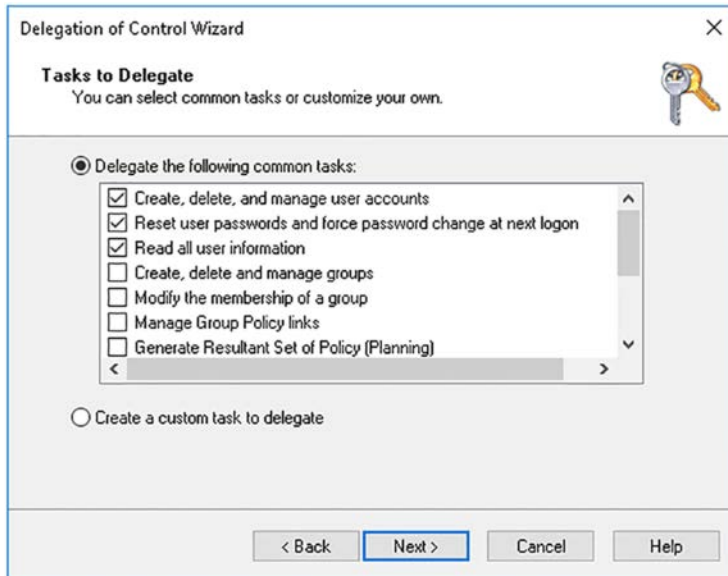 Delegation of Control Wizard
Tasks to Delegate
You can select common tasks or customize your own.
Delegate the following common tasks:
Create, delete, and manage user accounts
Reset user passwords and force password change at next logon
Read all user information
Create, delete and manage groups
Modify the membership of a group
Manage Group Policy links
Generate Resultant Set of Policy (Planning)
Create a custom task to delegate
< Back Next > Cancel Help